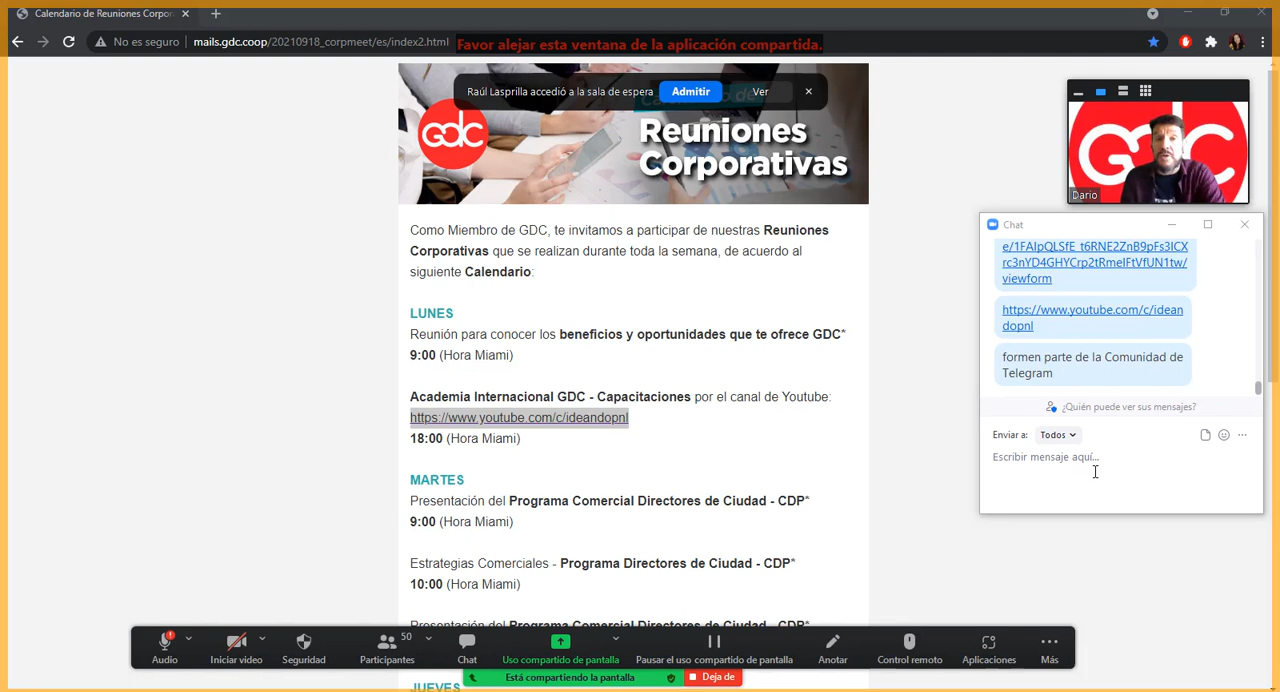 Calendario de Reuniones Corpor
No es seguro
mails.gdc.coop/20210918_corpmeet/es/index2.html
Favor alejar esta ventana de la aplicación compartida.
Raúl Lasprilla accedió a la sala de espera
Admitir
Ver
gdc
Reuniones
Corporativas
Como Miembro de GDC, te invitamos a participar de nuestras Reuniones
Corporativas que se realizan durante toda la semana, de acuerdo al
siguiente Calendario:
LUNES
Reunión para conocer los beneficios y oportunidades que te ofrece GDC*
9:00 (Hora Miami)
Academia Internacional GDC - Capacitaciones por el canal de Youtube:
https://www.youtube.com/c/ideandopnl
18:00 (Hora Miami)
MARTES
Presentación del Programa Comercial Directores de Ciudad - CDP*
9:00 (Hora Miami)
Estrategias Comerciales - Programa Directores de Ciudad - CDP*
10:00 (Hora Miami)
Presentación del Programa Comercial Directores de Ciudad - CDP*
JUEVES
Dario
Chat
e/1FAIpQLSfE_t6RNE2ZnB9pFs3ICX
rc3nYD4GHYCrp2tRmeIFtVfUN1tw/
viewform
https://www.youtube.com/c/idean
dopnl
formen parte de la Comunidad de
Telegram
¿Quién puede ver sus mensajes?
Enviar a: Todos
Escribir mensaje aquí...
Audio
Iniciar video
Seguridad
Participantes
50
Chat
Uso compartido de pantalla
Pausar el uso compartido de pantalla
Anotar
Control remoto
Aplicaciones
Más
Está compartiendo la pantalla
Deja de